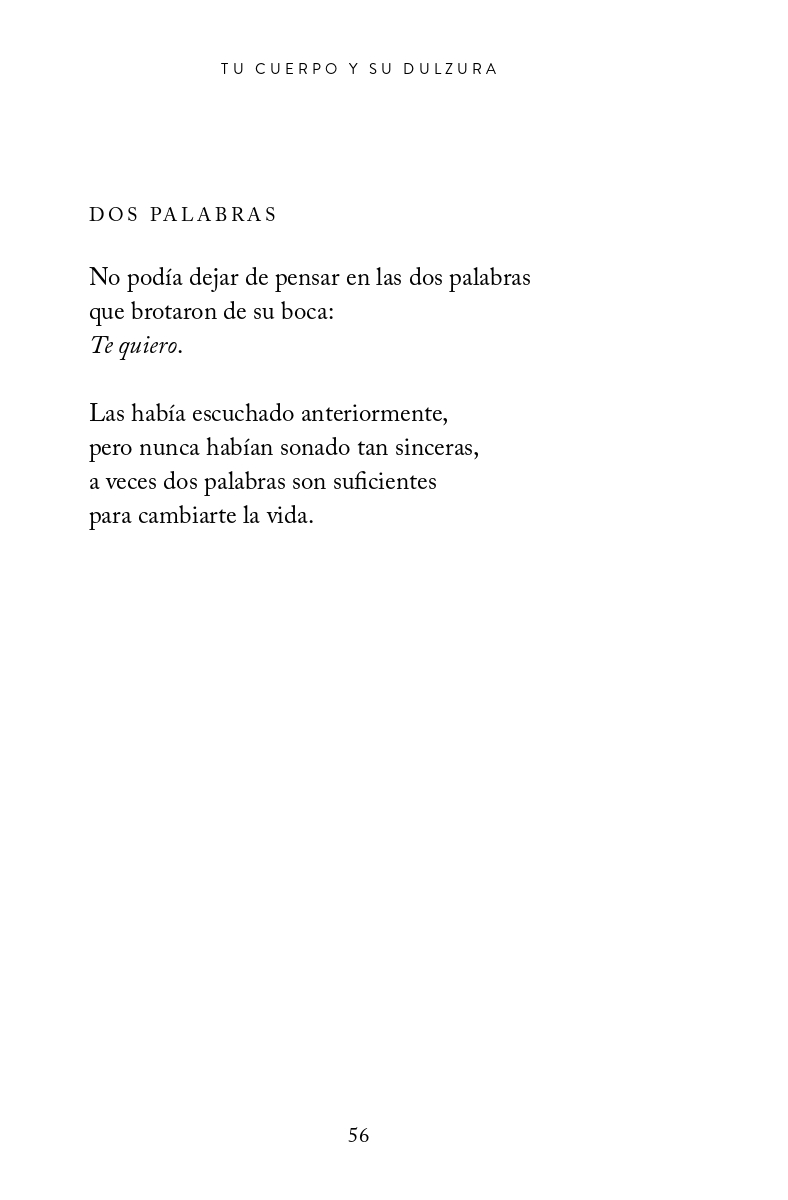 TU CUERPO Y SU DULZURA
DOS PALABRAS
No podía dejar de pensar en las dos palabras
que brotaron de su boca:
Te quiero.
Las había escuchado anteriormente,
pero nunca habían sonado tan sinceras,
a veces dos palabras son suficientes
para cambiarte la vida.
56